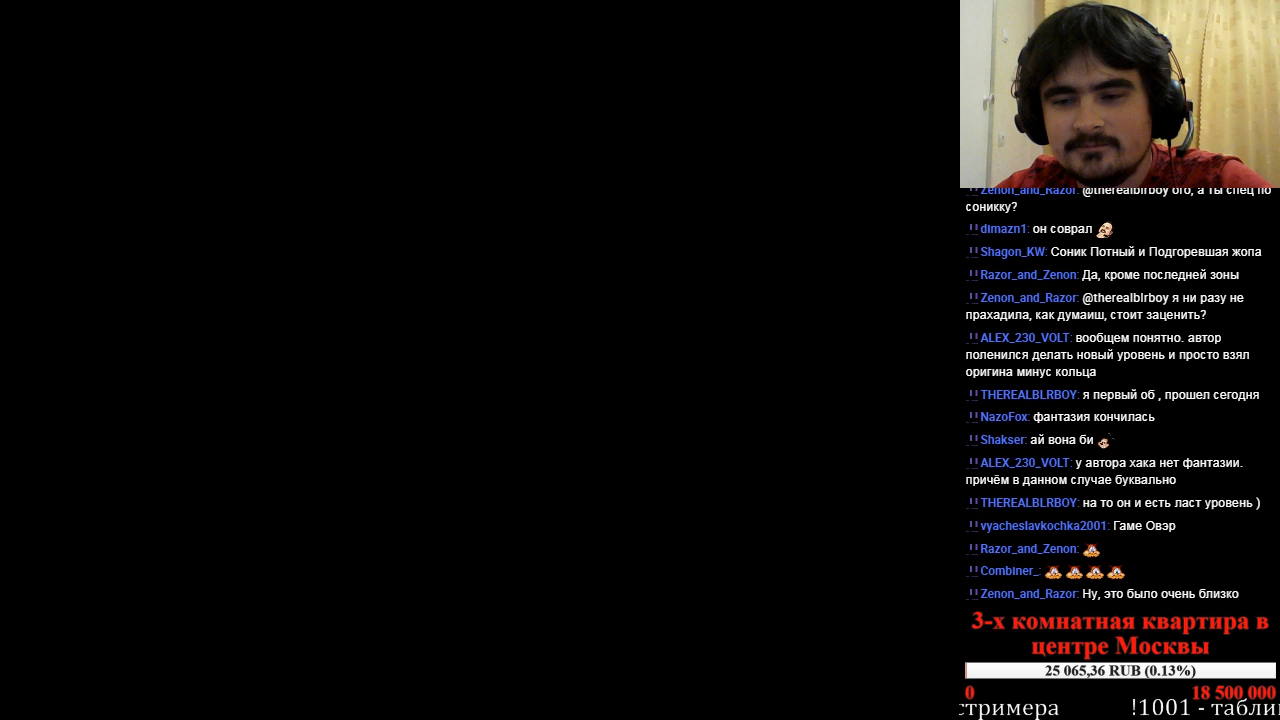 Zenon_and_Razor: @therealblrboy ого, а ты спец по
соникку?
dimazn1: он соврал
Shagon_KW: Соник Потный и Подгоревшая жопа
Razor_and_Zenon: Да, кроме последней зоны
Zenon_and_Razor: @therealblrboy я ни разу не
прахадила, как думаиш, стоит заценить?
ALEX_230_VOLT: вообщем понятно. автор
поленился делать новый уровень и просто взял
оригина минус кольца
THEREALBLRBOY: я первый об , прошел сегодня
NazoFox: фантазия кончилась
Shakser: ай вона би
ALEX_230_VOLT: у автора хака нет фантазии.
причём в данном случае буквально
THEREALBLRBOY: на то он и есть ласт уровень )
vyacheslavkochka2001: Гаме Овэр
Razor_and_Zenon:
Combiner_:
Zenon_and_Razor: Ну, это было очень близко
3-х комнатная квартира в
центре Москвы
25 065,36 RUB (0.13%)
0 18 500,000
стримера !1001 - табли